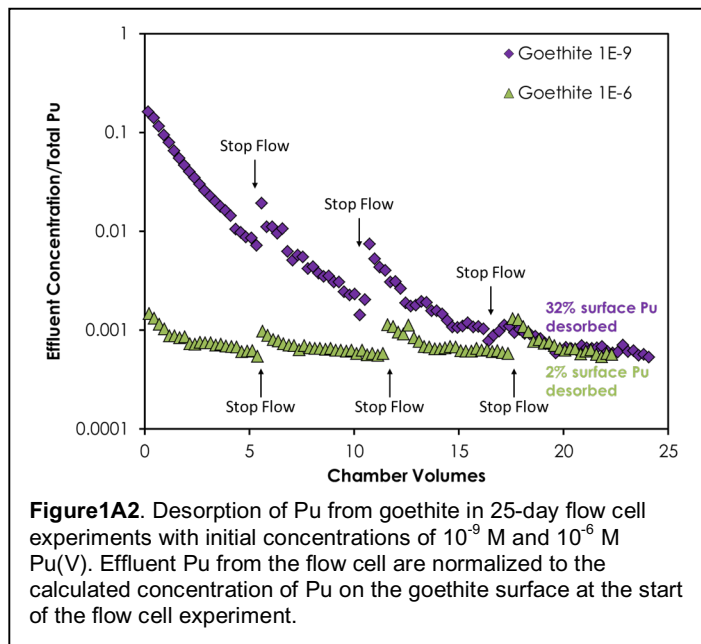 1
0.1
0.01
0.001
0.0001
Effluent Concentration/Total Pu
Goethite 1E-9
Goethite 1E-6
Stop Flow
Stop Flow
Stop Flow
32% surface Pu
desorbed
2% surface Pu
desorbed
Stop Flow
Stop Flow
Stop Flow
0 5 10 15 20 25
Chamber Volumes
Figure1A2. Desorption of Pu from goethite in 25-day flow cell
experiments with initial concentrations of 10⁻⁹ M and 10⁻⁶ M
Pu(V). Effluent Pu from the flow cell are normalized to the
calculated concentration of Pu on the goethite surface at the start
of the flow cell experiment.